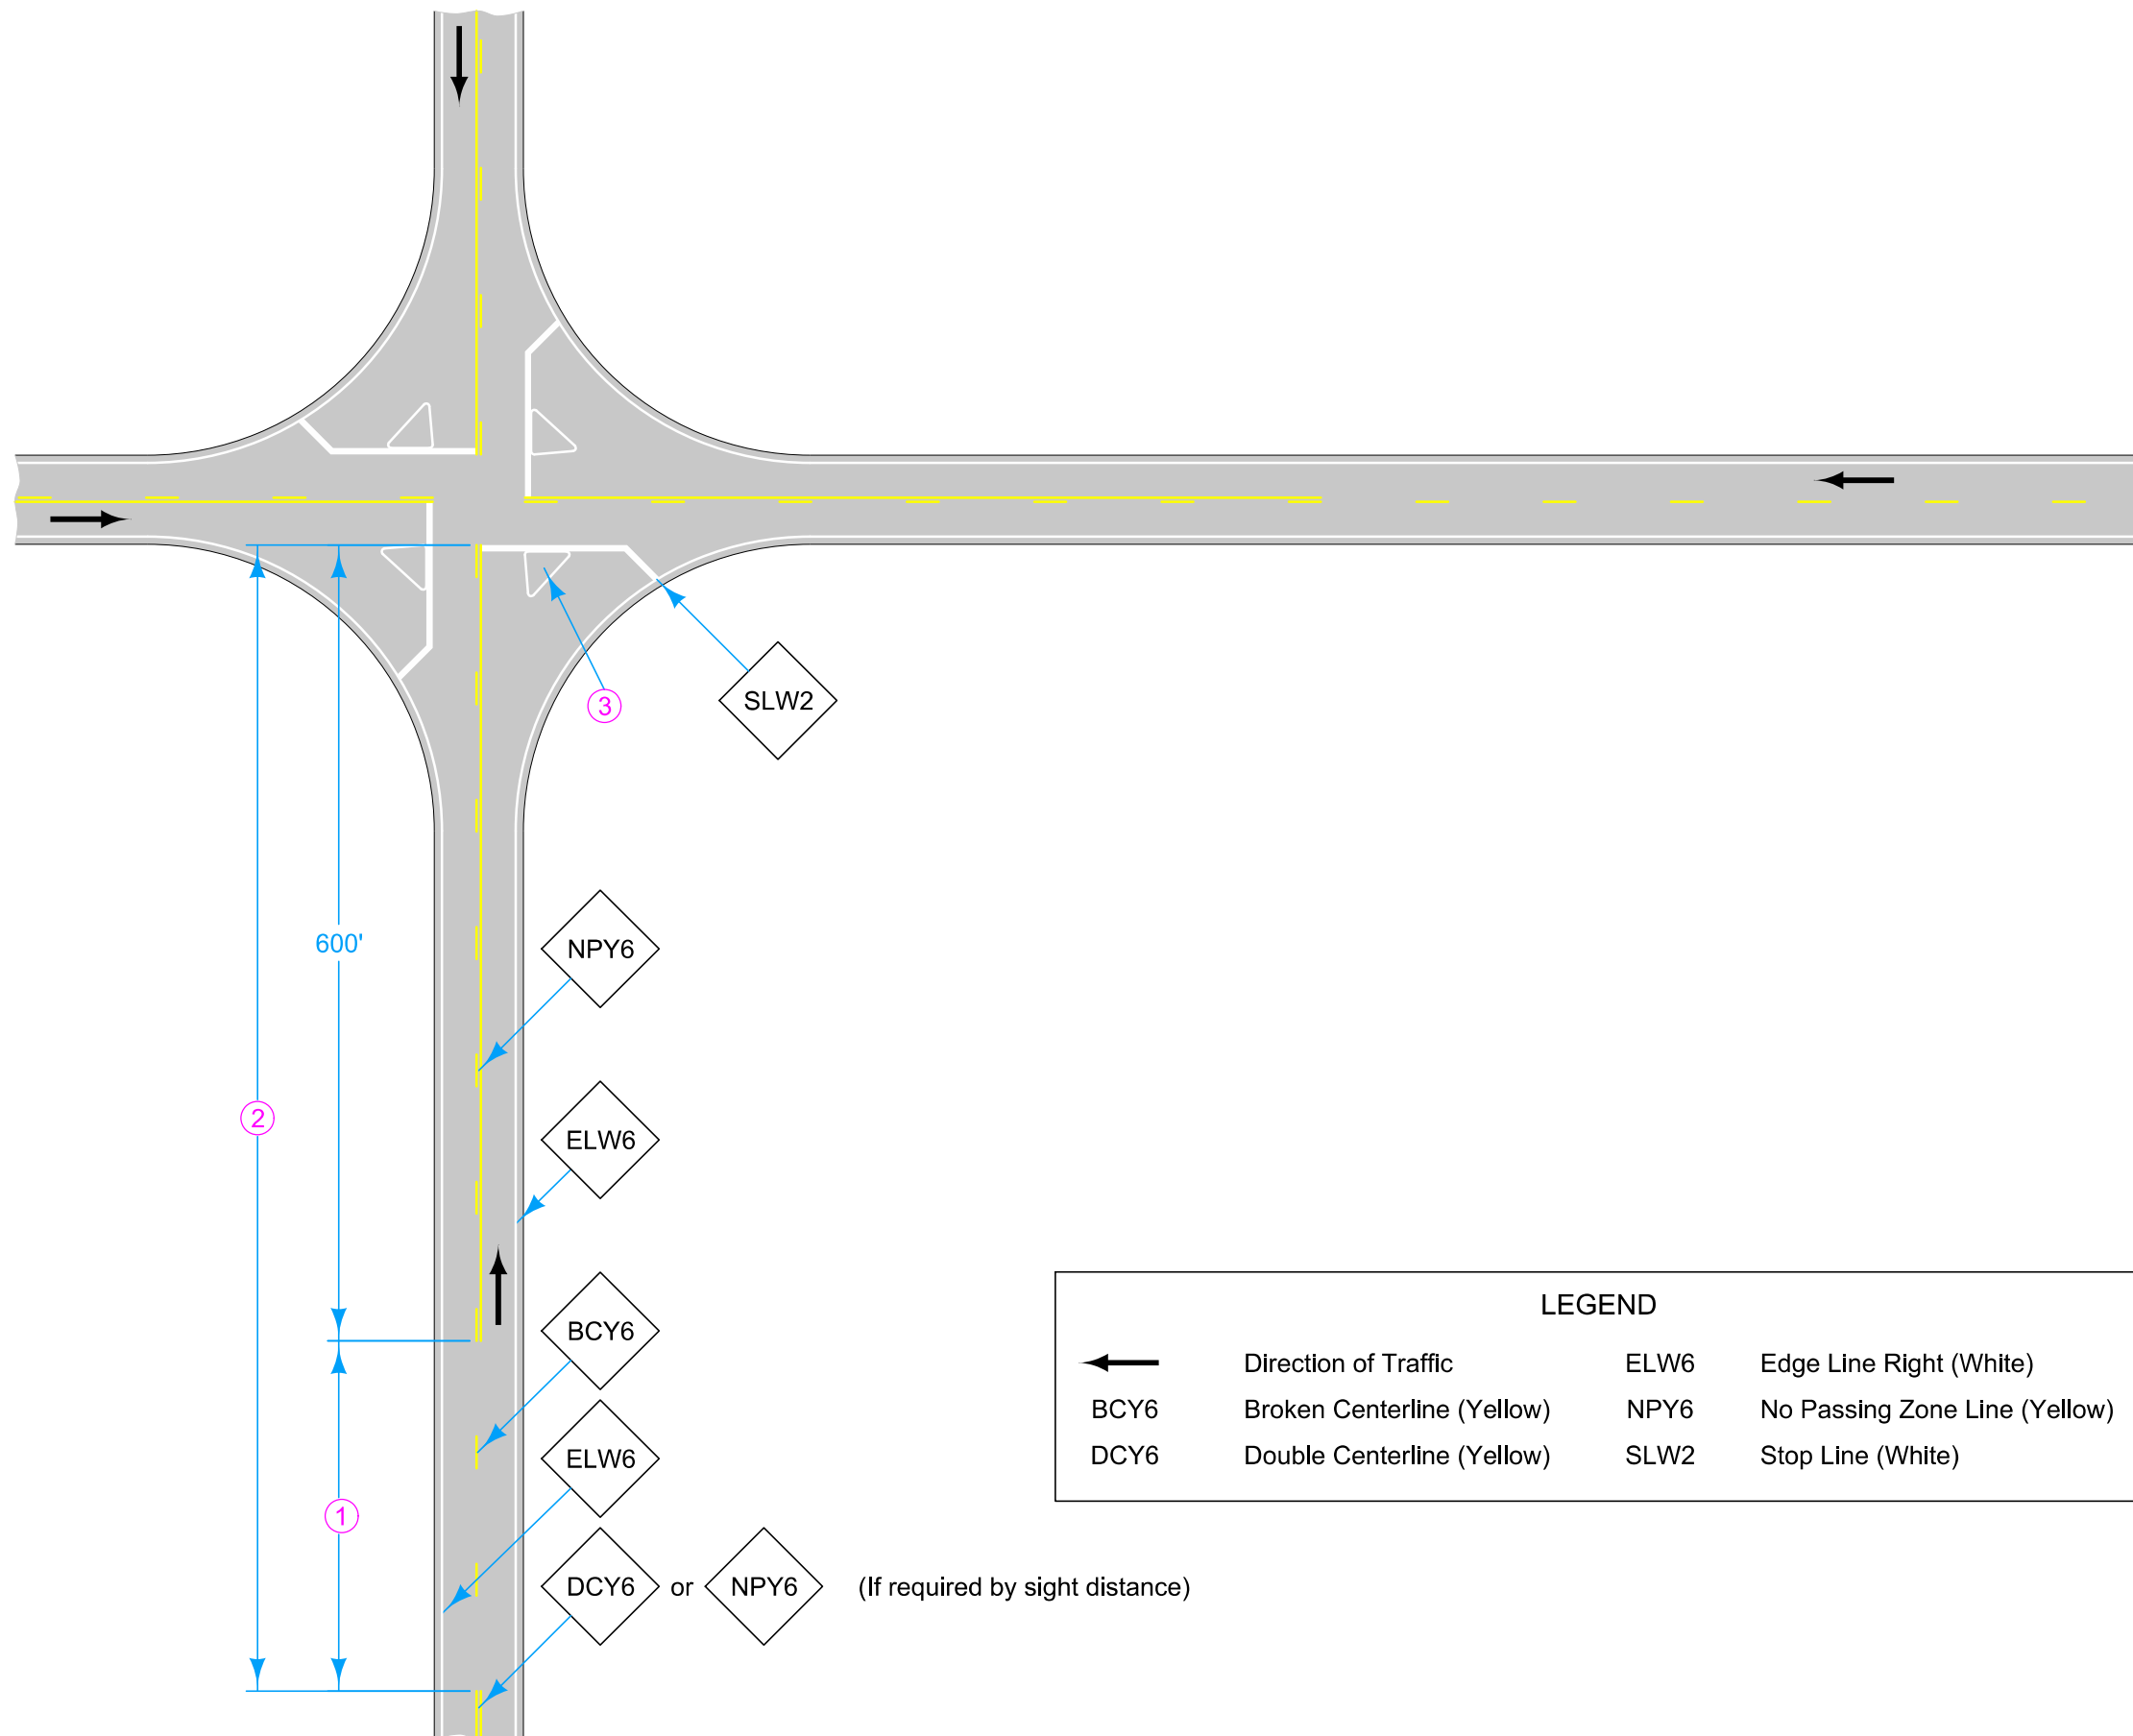 3
SLW2
NPY6
600'
2
ELW6
BCY6
ELW6
1
DCY6 or NPY6 (If required by sight distance)
LEGEND
Direction of Traffic ELW6 Edge Line Right (White)
BCY6 Broken Centerline (Yellow) NPY6 No Passing Zone Line (Yellow)
DCY6 Double Centerline (Yellow) SLW2 Stop Line (White)